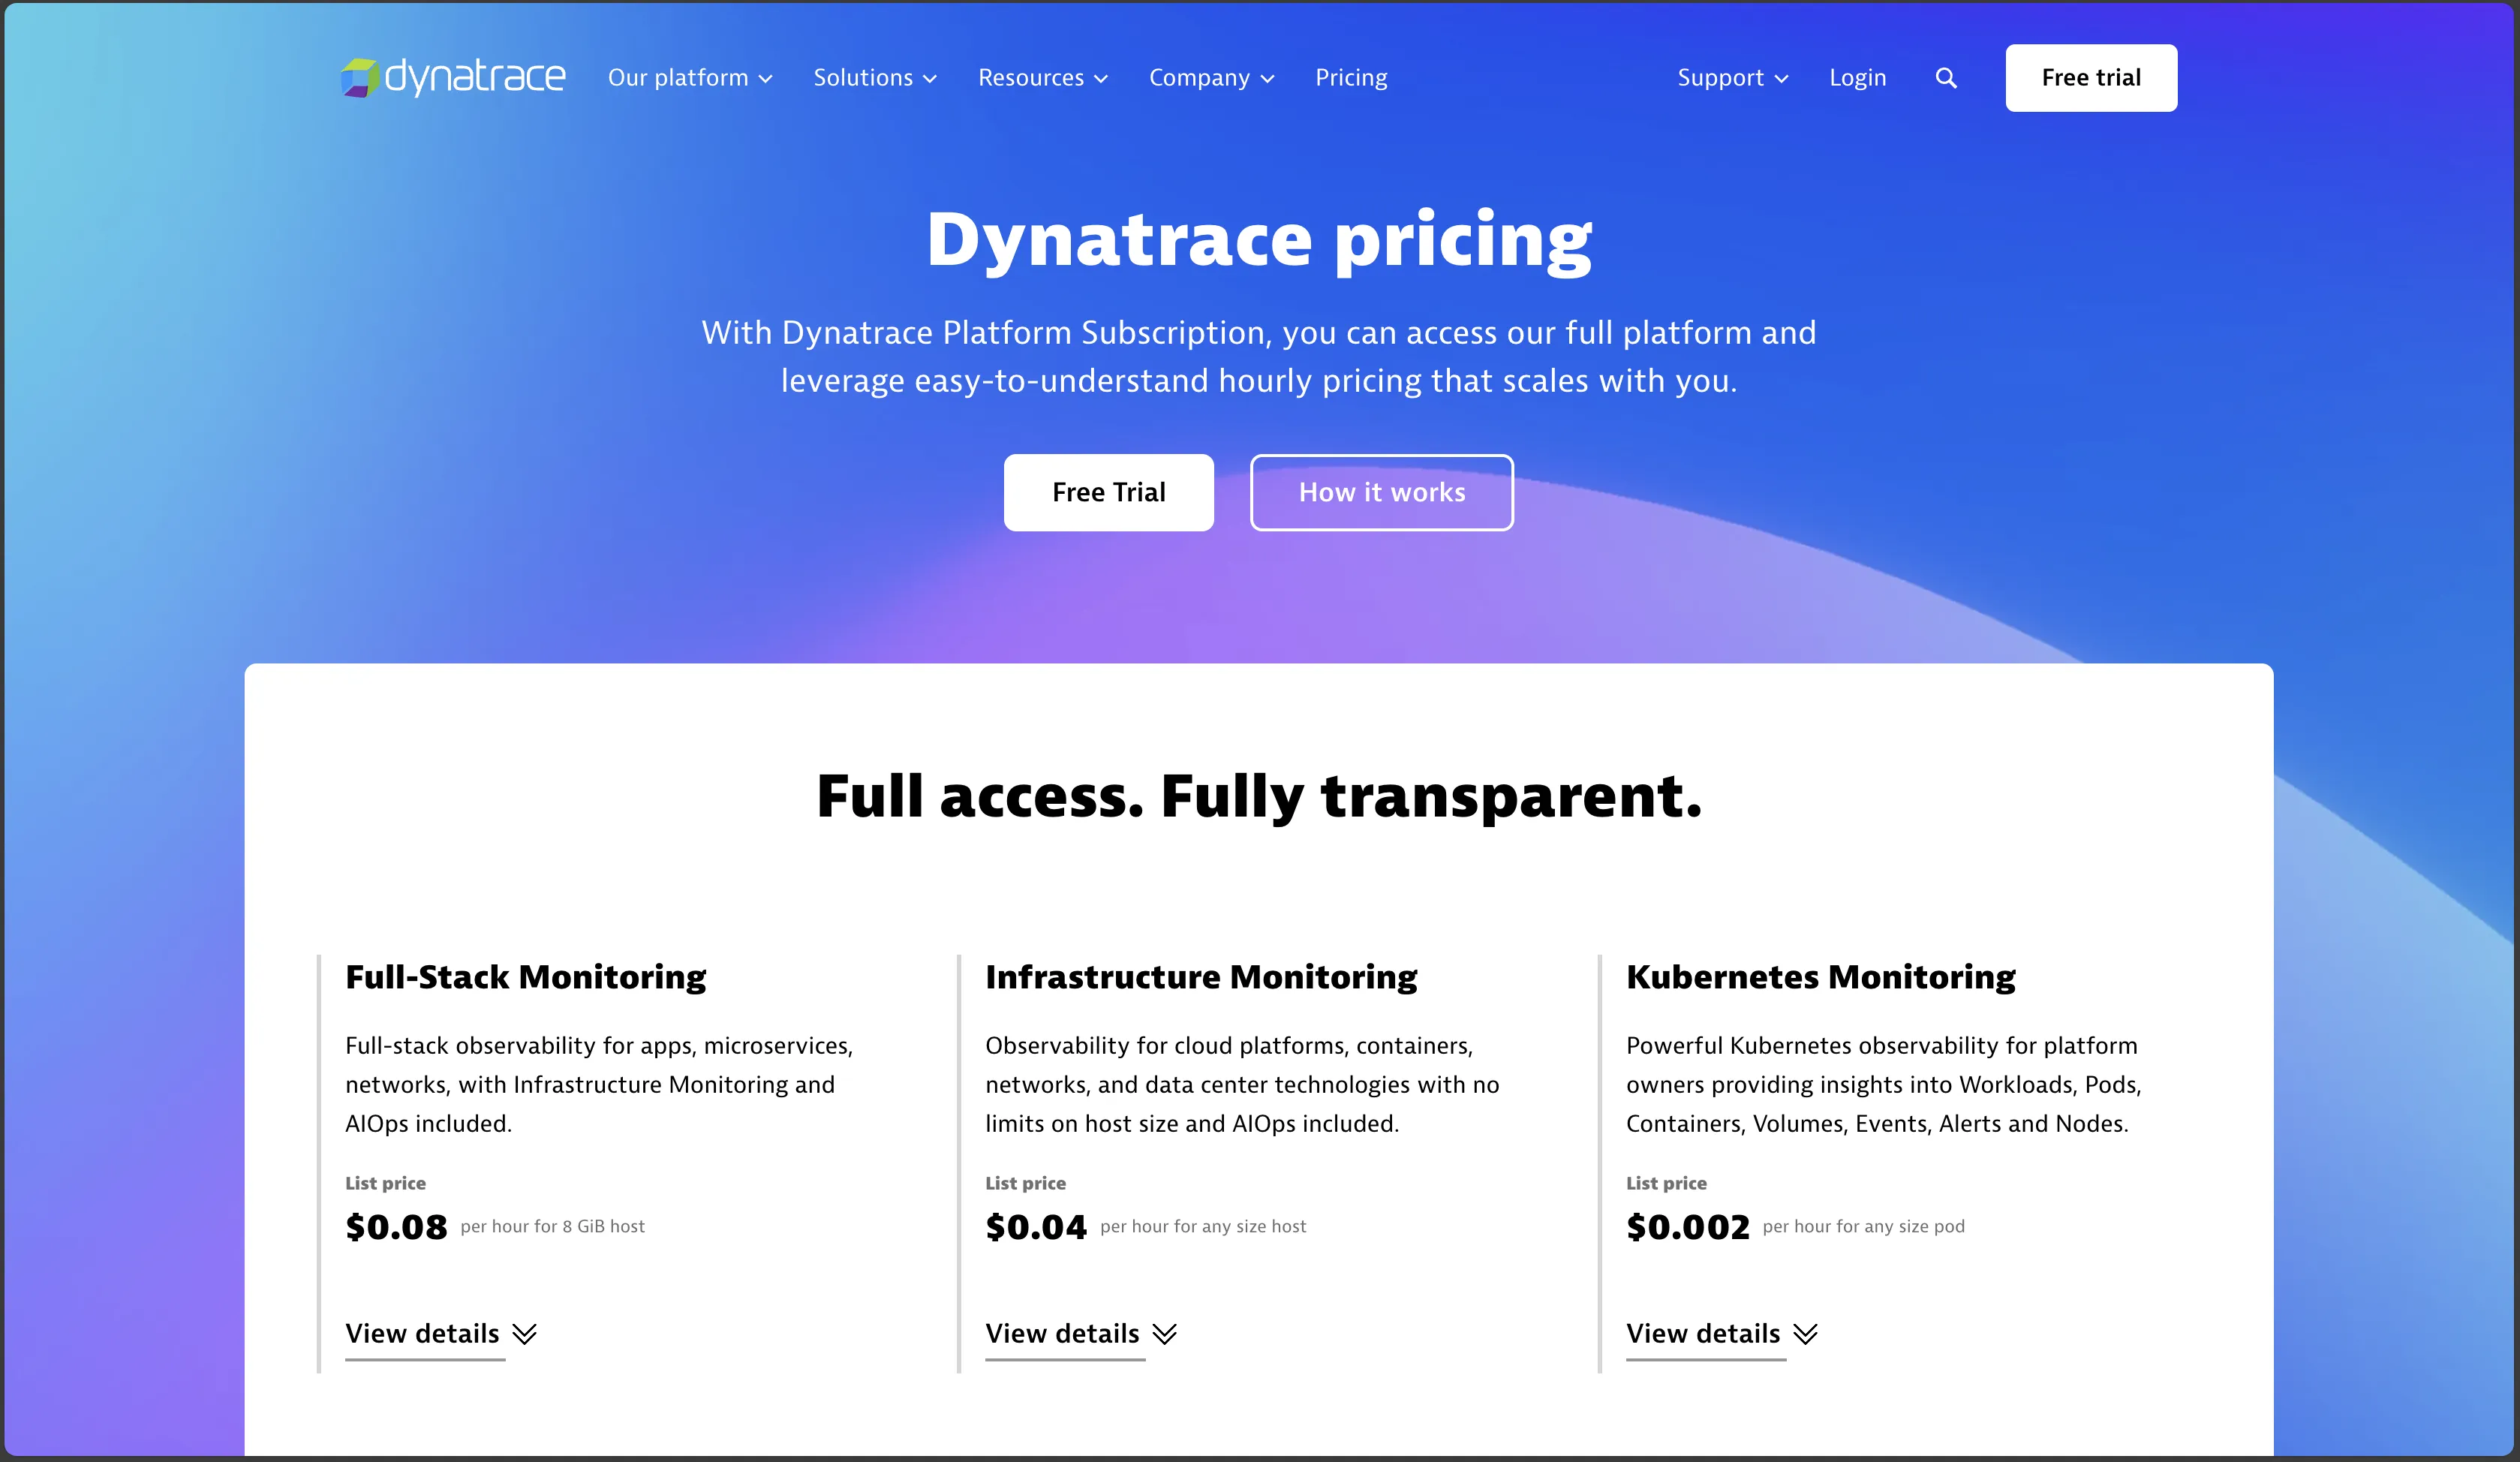 dynatrace Our platform Solutions Resources Company Pricing Support Login Free trial
Dynatrace pricing
With Dynatrace Platform Subscription, you can access our full platform and
leverage easy-to-understand hourly pricing that scales with you.
Free Trial How it works
Full access. Fully transparent.
Full-Stack Monitoring
Full-stack observability for apps, microservices,
networks, with Infrastructure Monitoring and
AIOps included.
List price
$0.08 per hour for 8 GiB host
View details
Infrastructure Monitoring
Observability for cloud platforms, containers,
networks, and data center technologies with no
limits on host size and AIOps included.
List price
$0.04 per hour for any size host
View details
Kubernetes Monitoring
Powerful Kubernetes observability for platform
owners providing insights into Workloads, Pods,
Containers, Volumes, Events, Alerts and Nodes.
List price
$0.002 per hour for any size pod
View details